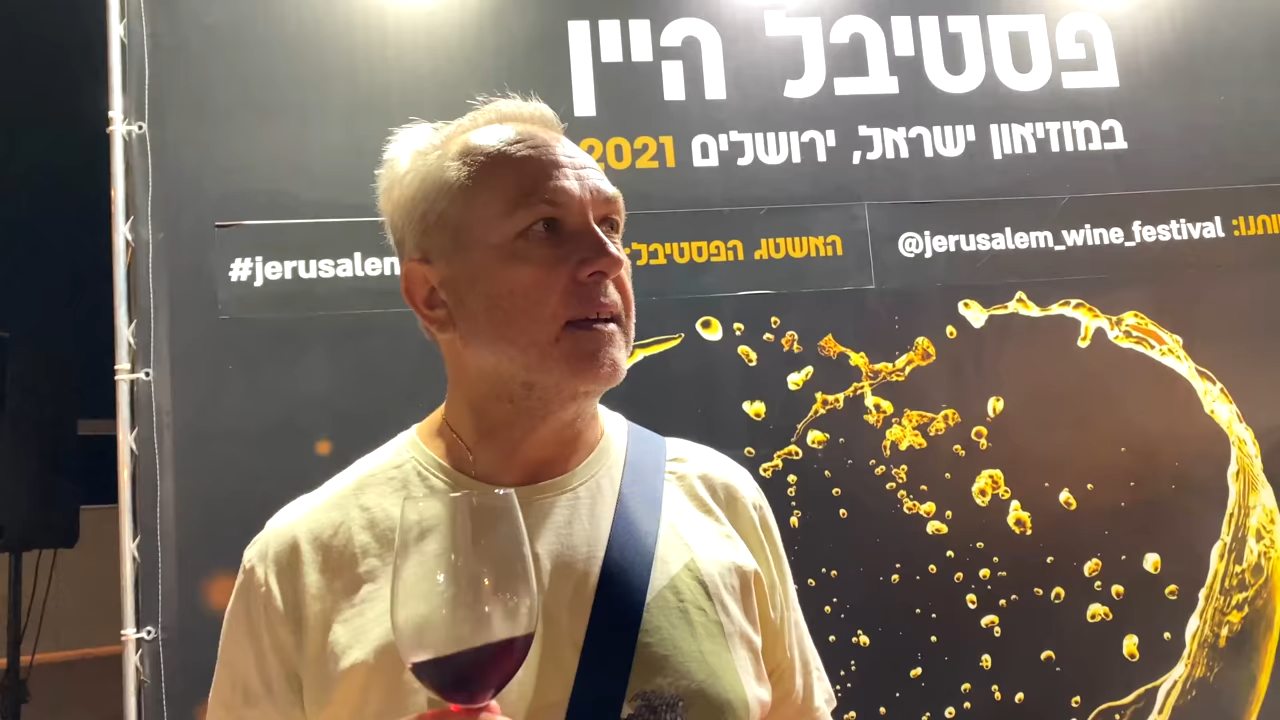 פסטיבל היין
במוזיאון ישראל, ירושלים 2021
האשטג הפסטיבל:
#jerusalem
@jerusalem_wine_festival